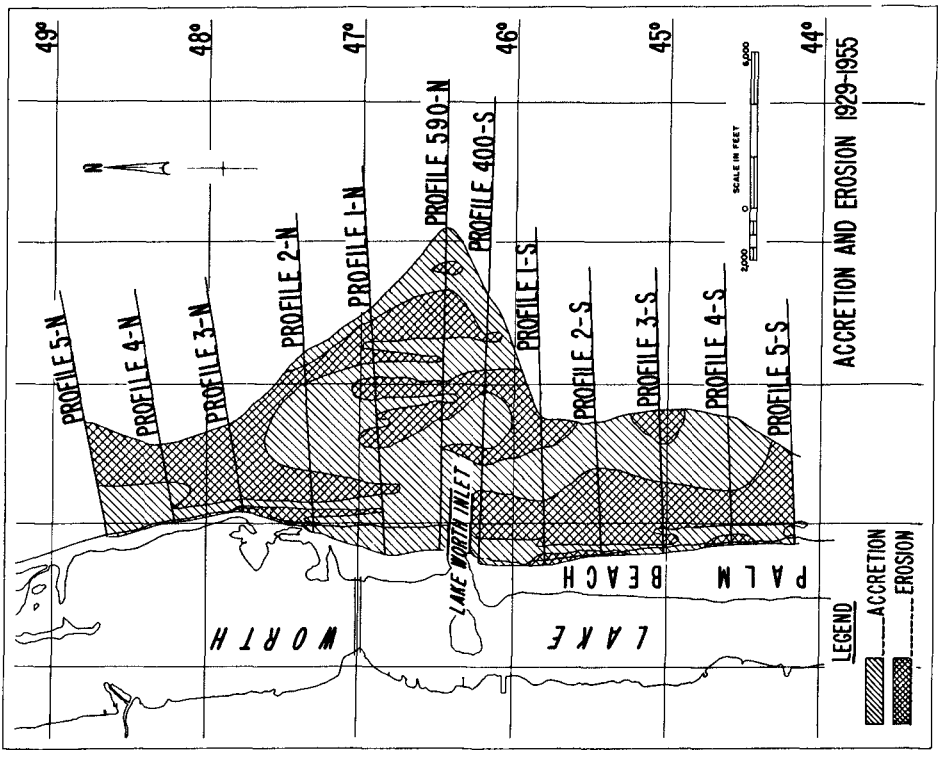 49°
48°
47°
46°
45°
44°
N
PROFILE 5-N
PROFILE 4-N
PROFILE 3-N
PROFILE 2-N
PROFILE 1-N
PROFILE 590-N
PROFILE 400-S
PROFILE 1-S
PROFILE 2-S
PROFILE 3-S
PROFILE 4-S
PROFILE 5-S
LAKE WORTH INLET
LAKE WORTH
PALM BEACH
SCALE IN FEET
2,000 0 6,000
LEGEND
ACCRETION
EROSION
ACCRETION AND EROSION 1929-1955